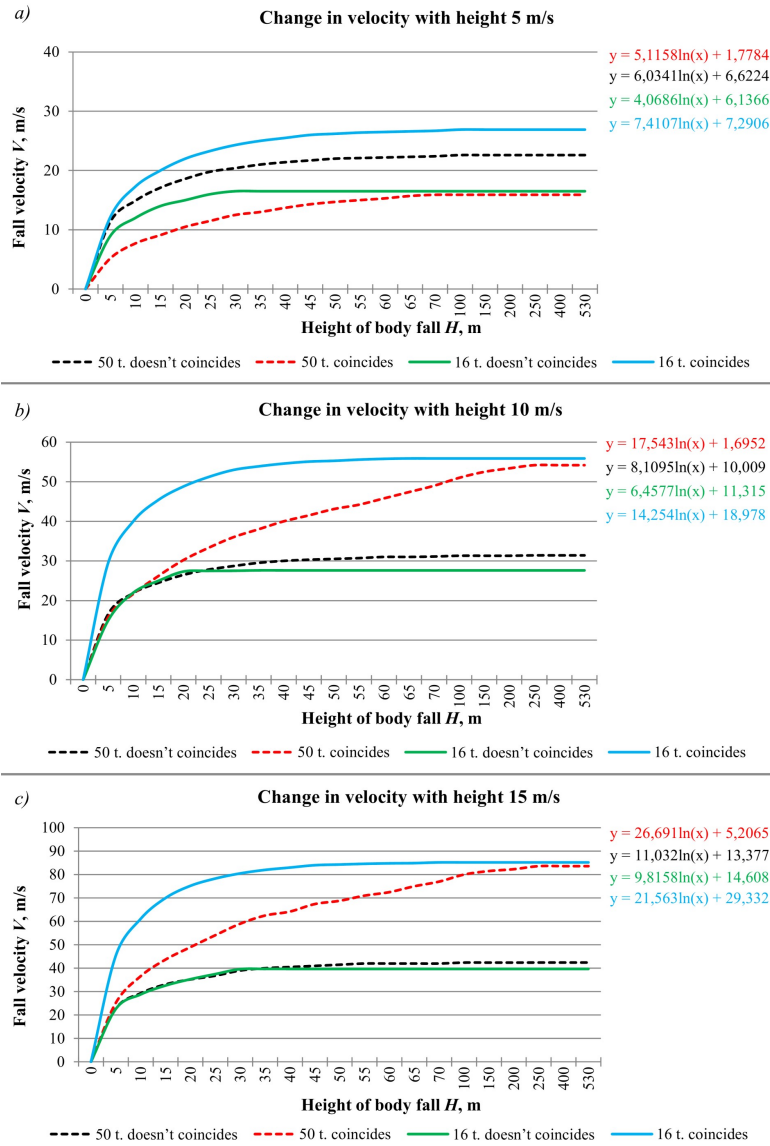 a)
Change in velocity with height 5 m/s
y = 5,1158ln(x) + 1,7784
y = 6,0341ln(x) + 6,6224
y = 4,0686ln(x) + 6,1366
y = 7,4107ln(x) + 7,2906
Fall velocity V, m/s
40
30
20
10
0
0 5 10 15 20 25 30 35 40 45 50 55 60 65 70 100 150 200 250 400 530
Height of body fall H, m
50 t. doesn’t coincides 50 t. coincides 16 t. doesn’t coincides 16 t. coincides
b)
Change in velocity with height 10 m/s
y = 17,543ln(x) + 1,6952
y = 8,1095ln(x) + 10,009
y = 6,4577ln(x) + 11,315
y = 14,254ln(x) + 18,978
Fall velocity V, m/s
60
50
40
30
20
10
0
0 5 10 15 20 25 30 35 40 45 50 55 60 65 70 100 150 200 250 400 530
Height of body fall H, m
50 t. doesn’t coincides 50 t. coincides 16 t. doesn’t coincides 16 t. coincides
c)
Change in velocity with height 15 m/s
y = 26,691ln(x) + 5,2065
y = 11,032ln(x) + 13,377
y = 9,8158ln(x) + 14,608
y = 21,563ln(x) + 29,332
Fall velocity V, m/s
100
90
80
70
60
50
40
30
20
10
0
0 5 10 15 20 25 30 35 40 45 50 55 60 65 70 100 150 200 250 400 530
Height of body fall H, m
50 t. doesn’t coincides 50 t. coincides 16 t. doesn’t coincides 16 t. coincides